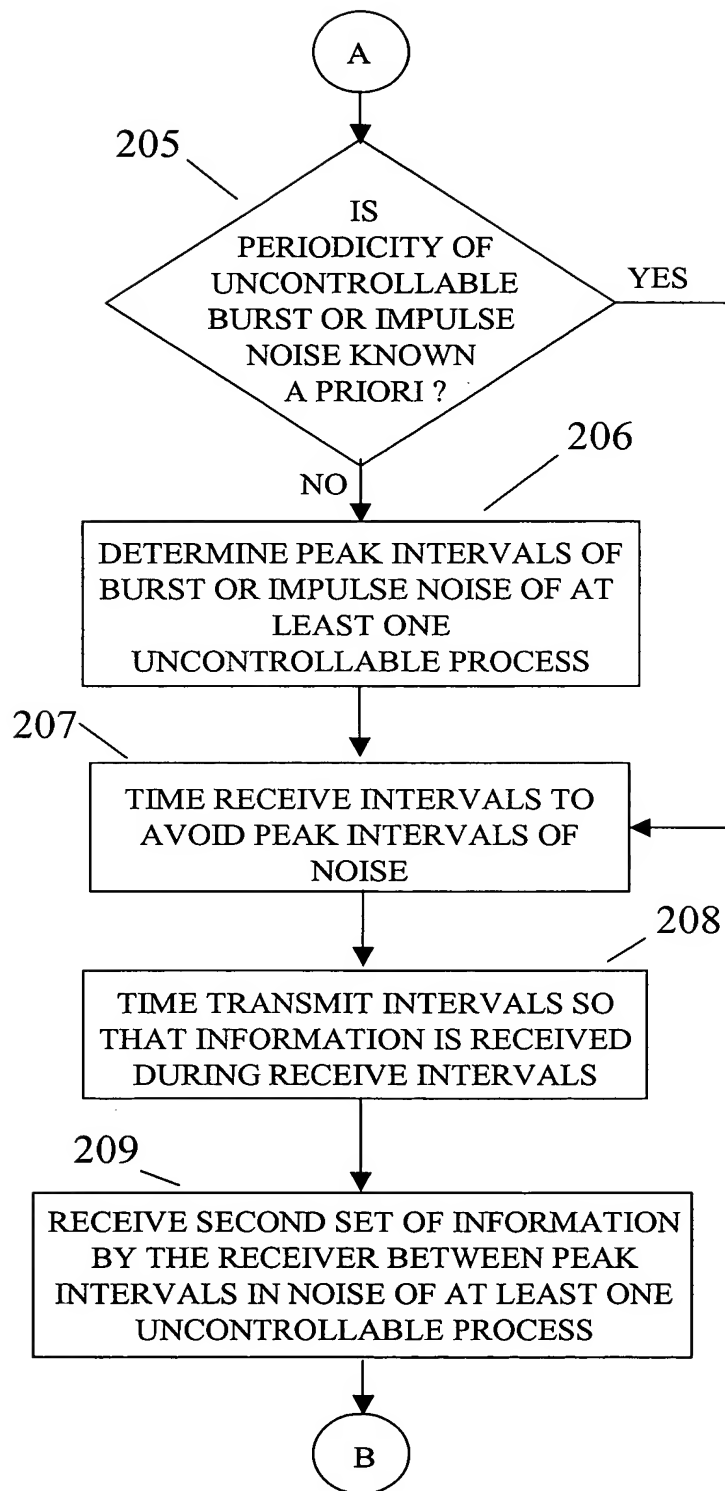 A
205
IS
PERIODICITY OF
UNCONTROLLABLE
BURST OR IMPULSE
NOISE KNOWN
A PRIORI ?
YES
NO
206
DETERMINE PEAK INTERVALS OF
BURST OR IMPULSE NOISE OF AT
LEAST ONE
UNCONTROLLABLE PROCESS
207
TIME RECEIVE INTERVALS TO
AVOID PEAK INTERVALS OF
NOISE
208
TIME TRANSMIT INTERVALS SO
THAT INFORMATION IS RECEIVED
DURING RECEIVE INTERVALS
209
RECEIVE SECOND SET OF INFORMATION
BY THE RECEIVER BETWEEN PEAK
INTERVALS IN NOISE OF AT LEAST ONE
UNCONTROLLABLE PROCESS
B